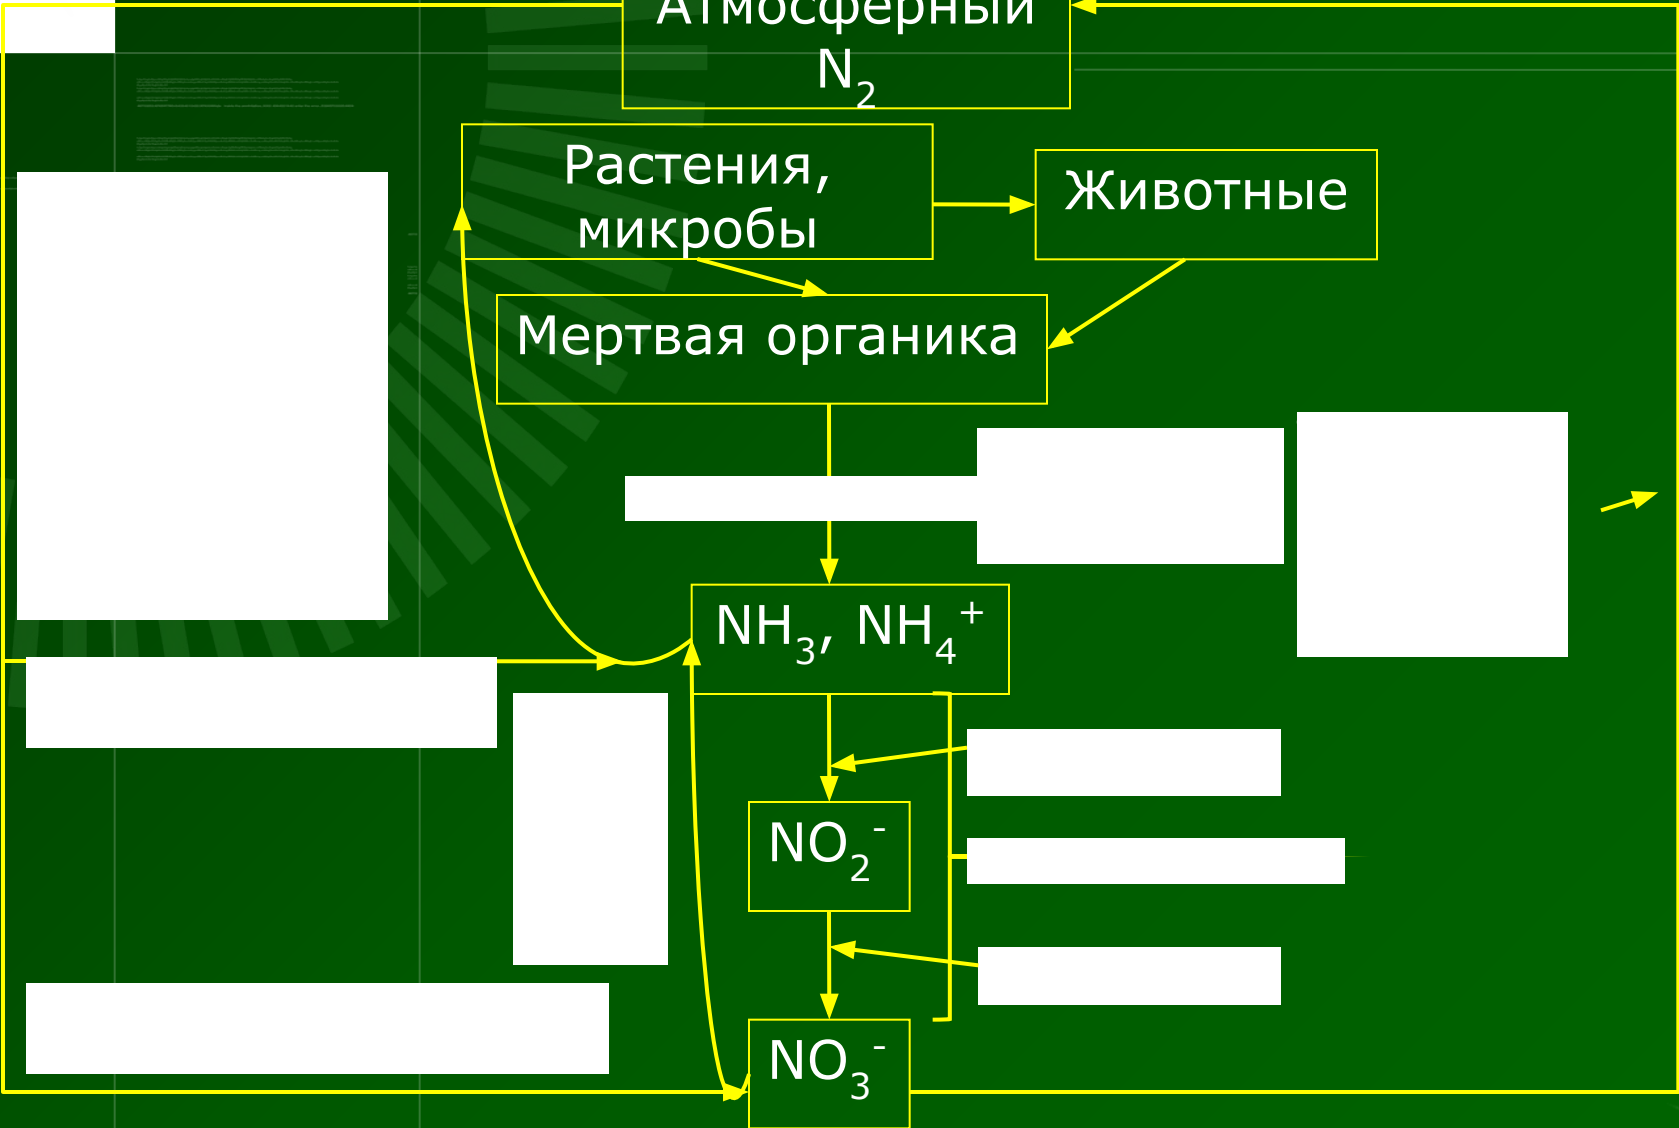 Атмосферный
N₂
Растения,
микробы
Животные
Мертвая органика
NH₃, NH₄⁺
NO₂⁻
NO₃⁻